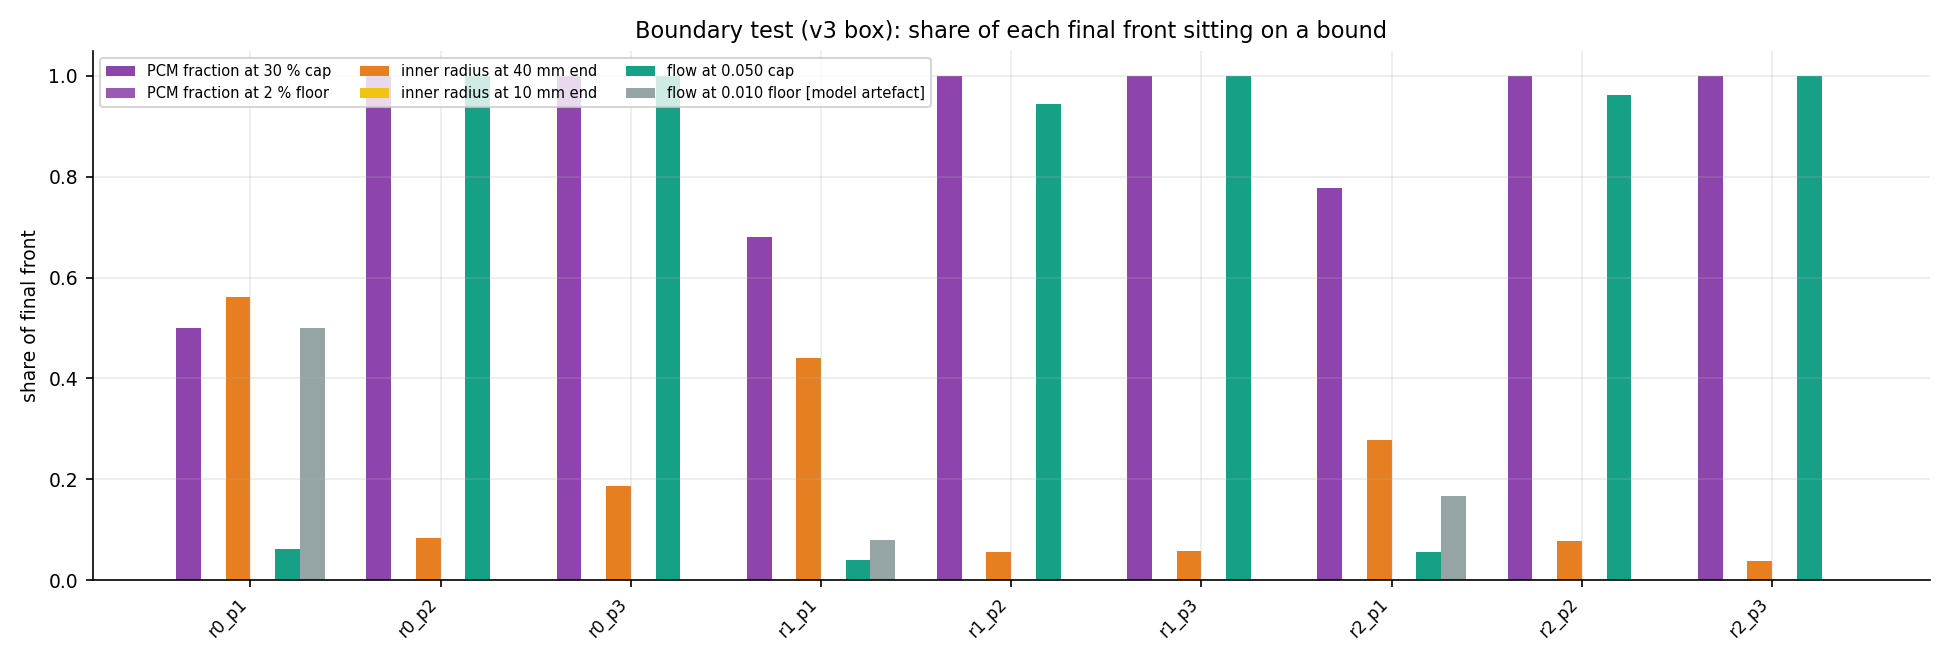 Boundary test (v3 box): share of each final front sitting on a bound
PCM fraction at 30 % cap
PCM fraction at 2 % floor
inner radius at 40 mm end
inner radius at 10 mm end
flow at 0.050 cap
flow at 0.010 floor [model artefact]
share of final front
1.0
0.8
0.6
0.4
0.2
0.0
r0_p1
r0_p2
r0_p3
r1_p1
r1_p2
r1_p3
r2_p1
r2_p2
r2_p3